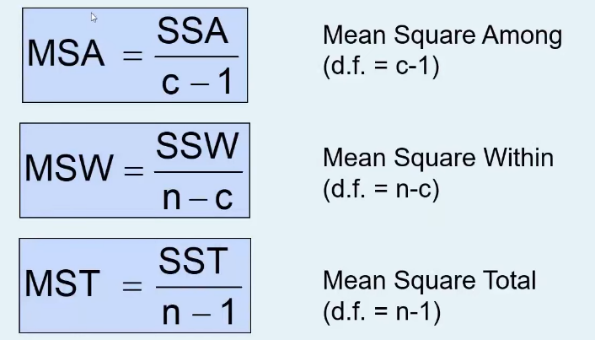 MSA = SSA / c – 1
Mean Square Among
(d.f. = c-1)
MSW = SSW / n – c
Mean Square Within
(d.f. = n-c)
MST = SST / n – 1
Mean Square Total
(d.f. = n-1)